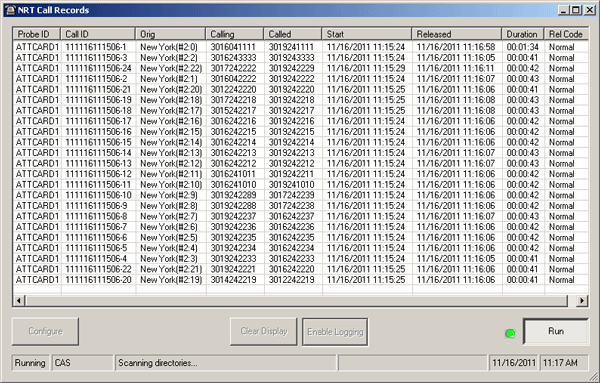 NRT Call Records
Probe ID Call ID Orig Calling Called Start Released Duration Rel Code
ATTCARD1 111116111506-1 New York(#2:0) 3016041111 3019241111 11/16/2011 11:15:24 11/16/2011 11:16:58 00:01:34 Normal
ATTCARD1 111116111506-3 New York(#2:2) 3016243333 3019243333 11/16/2011 11:15:24 11/16/2011 11:16:05 00:00:41 Normal
ATTCARD1 111116111506-24 New York(#2:22) 3017242222 3019242229 11/16/2011 11:15:29 11/16/2011 11:16:11 00:00:42 Normal
ATTCARD1 111116111506-2 New York(#2:1) 3016042222 3019242222 11/16/2011 11:15:24 11/16/2011 11:16:07 00:00:43 Normal
ATTCARD1 111116111506-21 New York(#2:20) 3016242220 3019242220 11/16/2011 11:15:25 11/16/2011 11:16:06 00:00:41 Normal
ATTCARD1 111116111506-19 New York(#2:18) 3017242218 3019242218 11/16/2011 11:15:25 11/16/2011 11:16:08 00:00:43 Normal
ATTCARD1 111116111506-18 New York(#2:17) 3015242217 3019242217 11/16/2011 11:15:25 11/16/2011 11:16:08 00:00:43 Normal
ATTCARD1 111116111506-17 New York(#2:16) 3016242216 3019242216 11/16/2011 11:15:24 11/16/2011 11:16:06 00:00:42 Normal
ATTCARD1 111116111506-16 New York(#2:15) 3016242215 3019242215 11/16/2011 11:15:24 11/16/2011 11:16:06 00:00:42 Normal
ATTCARD1 111116111506-15 New York(#2:14) 3016242214 3019242214 11/16/2011 11:15:24 11/16/2011 11:16:06 00:00:42 Normal
ATTCARD1 111116111506-14 New York(#2:13) 3016242213 3019242213 11/16/2011 11:15:24 11/16/2011 11:16:07 00:00:43 Normal
ATTCARD1 111116111506-13 New York(#2:12) 3016242212 3019242212 11/16/2011 11:15:24 11/16/2011 11:16:07 00:00:43 Normal
ATTCARD1 111116111506-12 New York(#2:11) 3016241011 3019242211 11/16/2011 11:15:24 11/16/2011 11:16:06 00:00:42 Normal
ATTCARD1 111116111506-11 New York(#2:10) 3016241010 3019241010 11/16/2011 11:15:24 11/16/2011 11:16:06 00:00:42 Normal
ATTCARD1 111116111506-10 New York(#2:9) 3019242289 3017242239 11/16/2011 11:15:24 11/16/2011 11:16:06 00:00:42 Normal
ATTCARD1 111116111506-9 New York(#2:8) 3019242288 3017242238 11/16/2011 11:15:24 11/16/2011 11:16:06 00:00:42 Normal
ATTCARD1 111116111506-8 New York(#2:7) 3019242237 3016242237 11/16/2011 11:15:24 11/16/2011 11:16:07 00:00:43 Normal
ATTCARD1 111116111506-7 New York(#2:6) 3019242236 3016242236 11/16/2011 11:15:24 11/16/2011 11:16:06 00:00:42 Normal
ATTCARD1 111116111506-6 New York(#2:5) 3019242235 3016242235 11/16/2011 11:15:24 11/16/2011 11:16:06 00:00:42 Normal
ATTCARD1 111116111506-5 New York(#2:4) 3019242234 3016242234 11/16/2011 11:15:24 11/16/2011 11:16:06 00:00:42 Normal
ATTCARD1 111116111506-4 New York(#2:3) 3019242233 3016242233 11/16/2011 11:15:24 11/16/2011 11:16:05 00:00:41 Normal
ATTCARD1 111116111506-22 New York(#2:21) 3019242221 3016242220 11/16/2011 11:15:25 11/16/2011 11:16:06 00:00:41 Normal
ATTCARD1 111116111506-20 New York(#2:19) 3014242219 3019242219 11/16/2011 11:15:25 11/16/2011 11:16:06 00:00:42 Normal
Configure Clear Display Enable Logging Run
Running CAS Scanning directories... 11/16/2011 11:17 AM